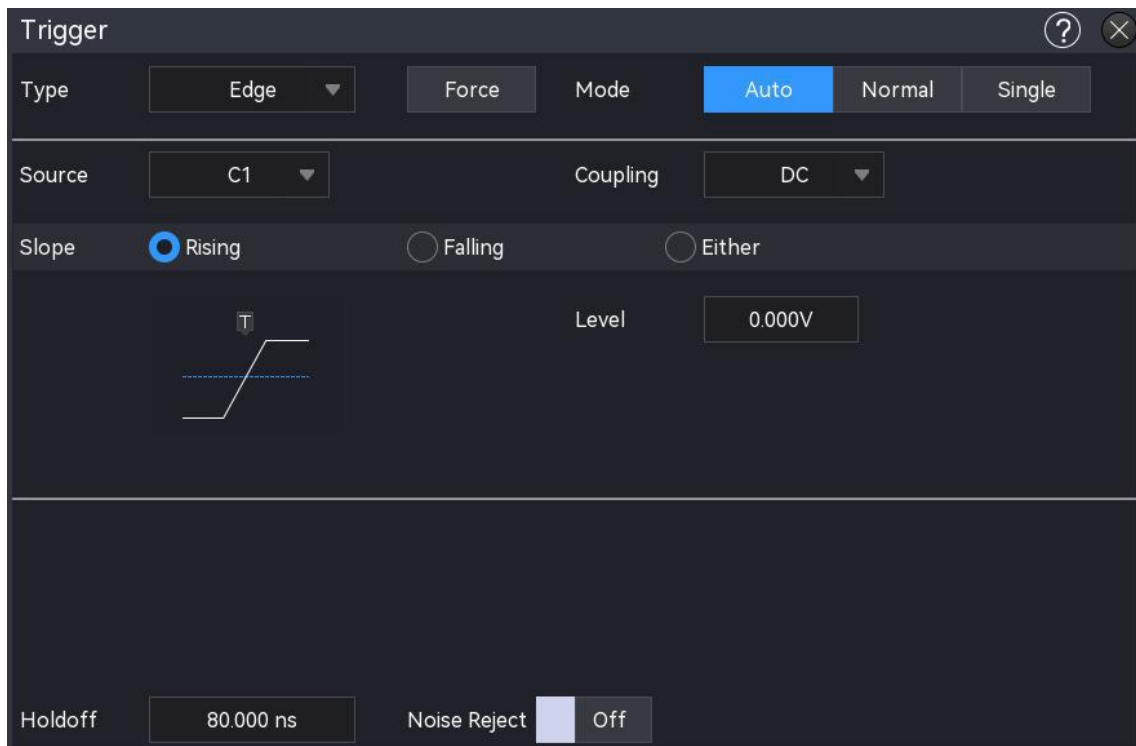 Trigger ?
Type Edge Force Mode Auto Normal Single
Source C1 Coupling DC
Slope Rising Falling Either
T
Level 0.000V
Holdoff 80.000 ns Noise Reject Off